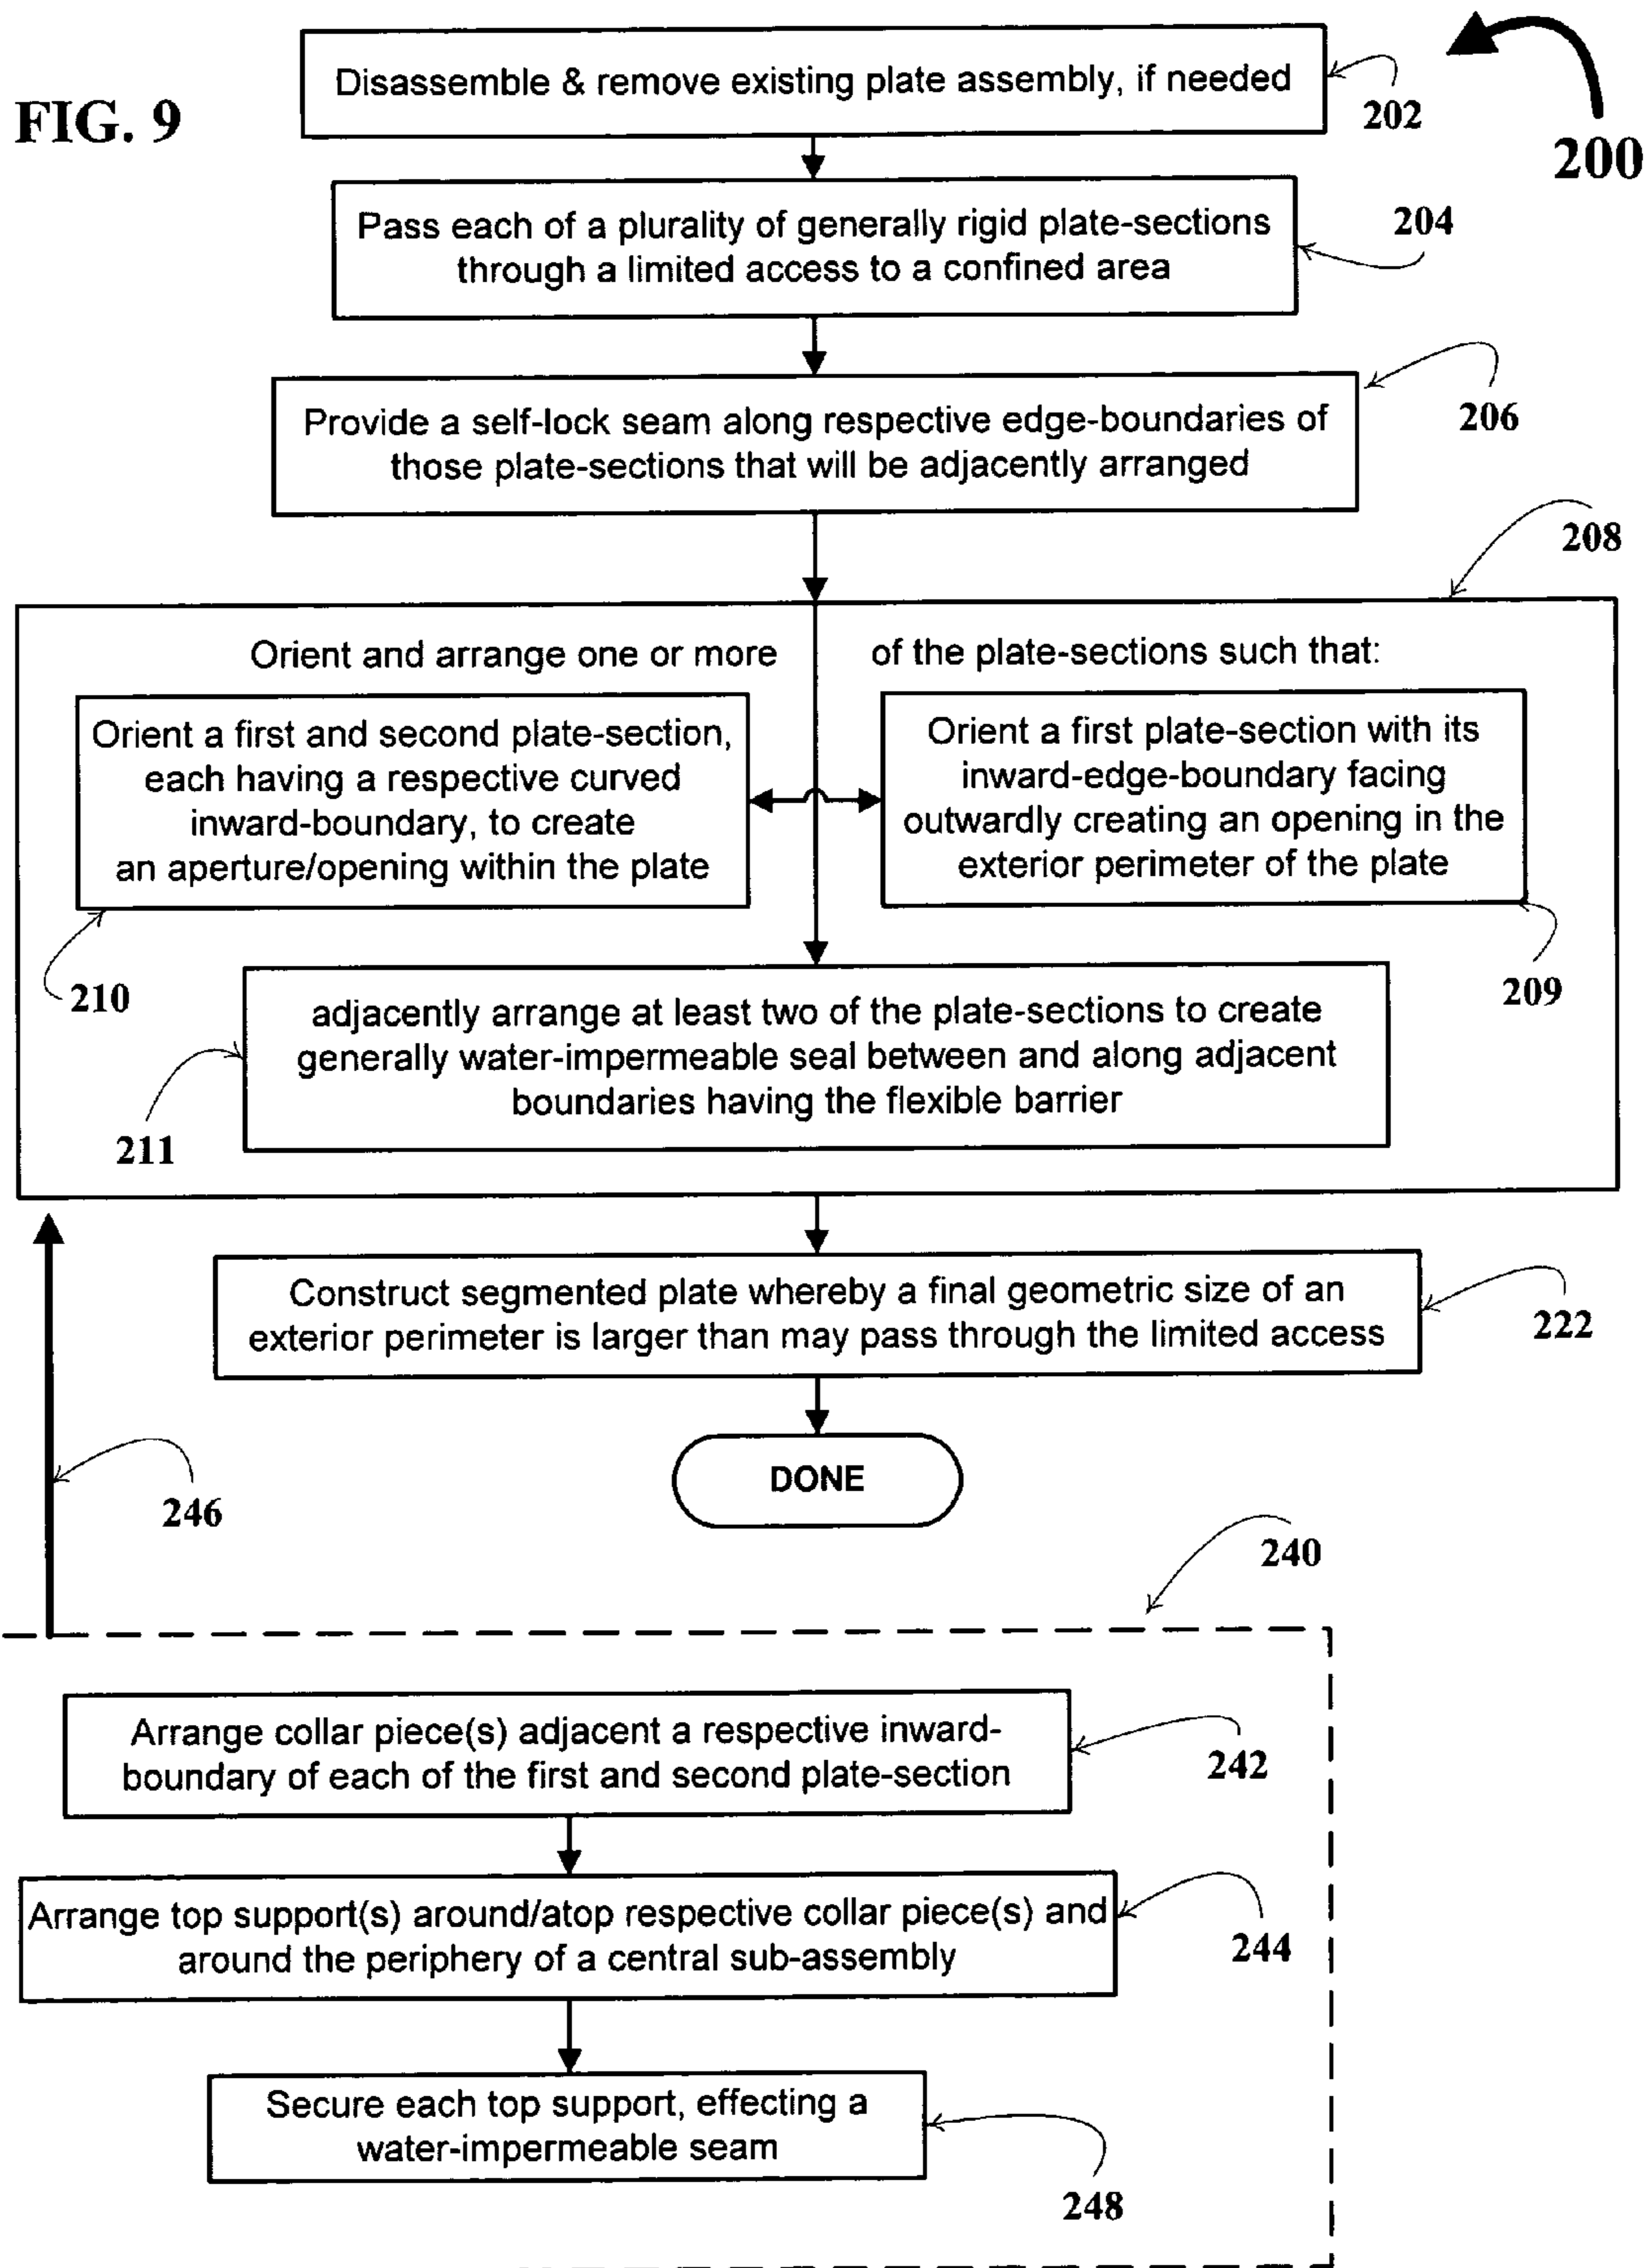 FIG. 9
Disassemble & remove existing plate assembly, if needed
202
200
Pass each of a plurality of generally rigid plate-sections
through a limited access to a confined area
204
Provide a self-lock seam along respective edge-boundaries of
those plate-sections that will be adjacently arranged
206
208
Orient and arrange one or more of the plate-sections such that:
Orient a first and second plate-section,
each having a respective curved
inward-boundary, to create
an aperture/opening within the plate
210
Orient a first plate-section with its
inward-edge-boundary facing
outwardly creating an opening in the
exterior perimeter of the plate
209
adjacently arrange at least two of the plate-sections to create
generally water-impermeable seal between and along adjacent
boundaries having the flexible barrier
211
Construct segmented plate whereby a final geometric size of an
exterior perimeter is larger than may pass through the limited access
222
DONE
246
240
Arrange collar piece(s) adjacent a respective inward-
boundary of each of the first and second plate-section
242
Arrange top support(s) around/atop respective collar piece(s) and
around the periphery of a central sub-assembly
244
Secure each top support, effecting a
water-impermeable seam
248